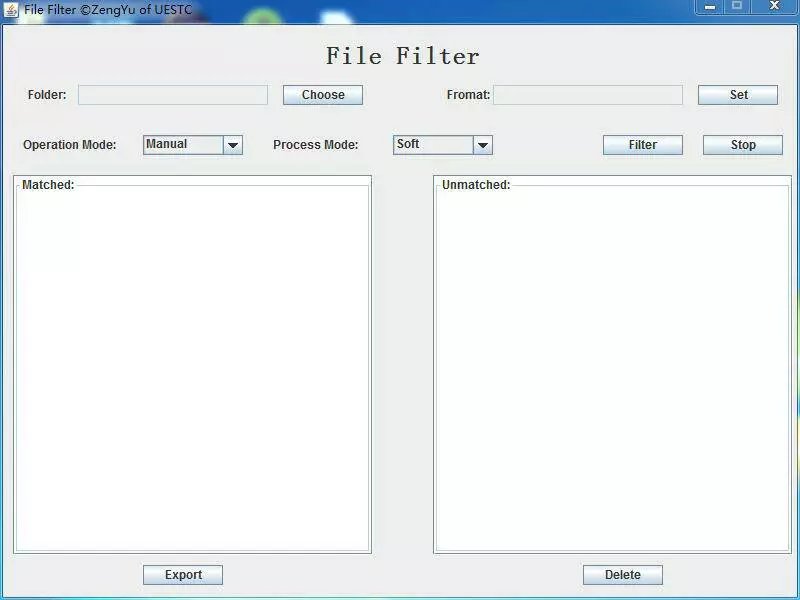 File Filter ©ZengYu of UESTC
File Filter
Folder: Choose Fromat: Set
Operation Mode: Manual Process Mode: Soft Filter Stop
Matched: Unmatched:
Export Delete